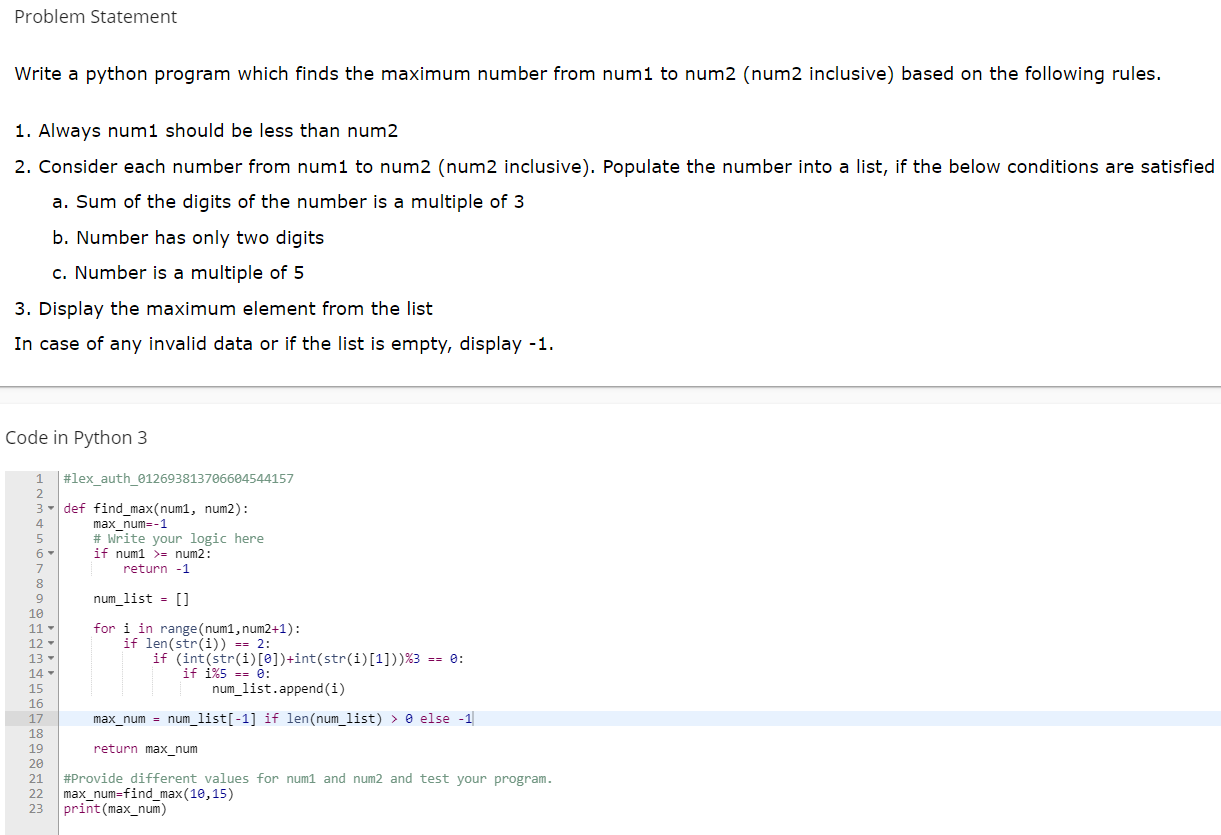 Problem Statement
Write a python program which finds the maximum number from num1 to num2 (num2 inclusive) based on the following rules.
1. Always num1 should be less than num2
2. Consider each number from num1 to num2 (num2 inclusive). Populate the number into a list, if the below conditions are satisfied
a. Sum of the digits of the number is a multiple of 3
b. Number has only two digits
c. Number is a multiple of 5
3. Display the maximum element from the list
In case of any invalid data or if the list is empty, display -1.
Code in Python 3
1 #lex_auth_012693813706604544157
2
3 def find_max(num1, num2):
4 max_num=-1
5 # Write your logic here
6 if num1 >= num2:
7 return -1
8
9 num_list = []
10
11 for i in range(num1,num2+1):
12 if len(str(i)) == 2:
13 if (int(str(i)[0])+int(str(i)[1]))%3 == 0:
14 if i%5 == 0:
15 num_list.append(i)
16
17 max_num = num_list[-1] if len(num_list) > 0 else -1
18
19 return max_num
20
21 #Provide different values for num1 and num2 and test your program.
22 max_num=find_max(10,15)
23 print(max_num)